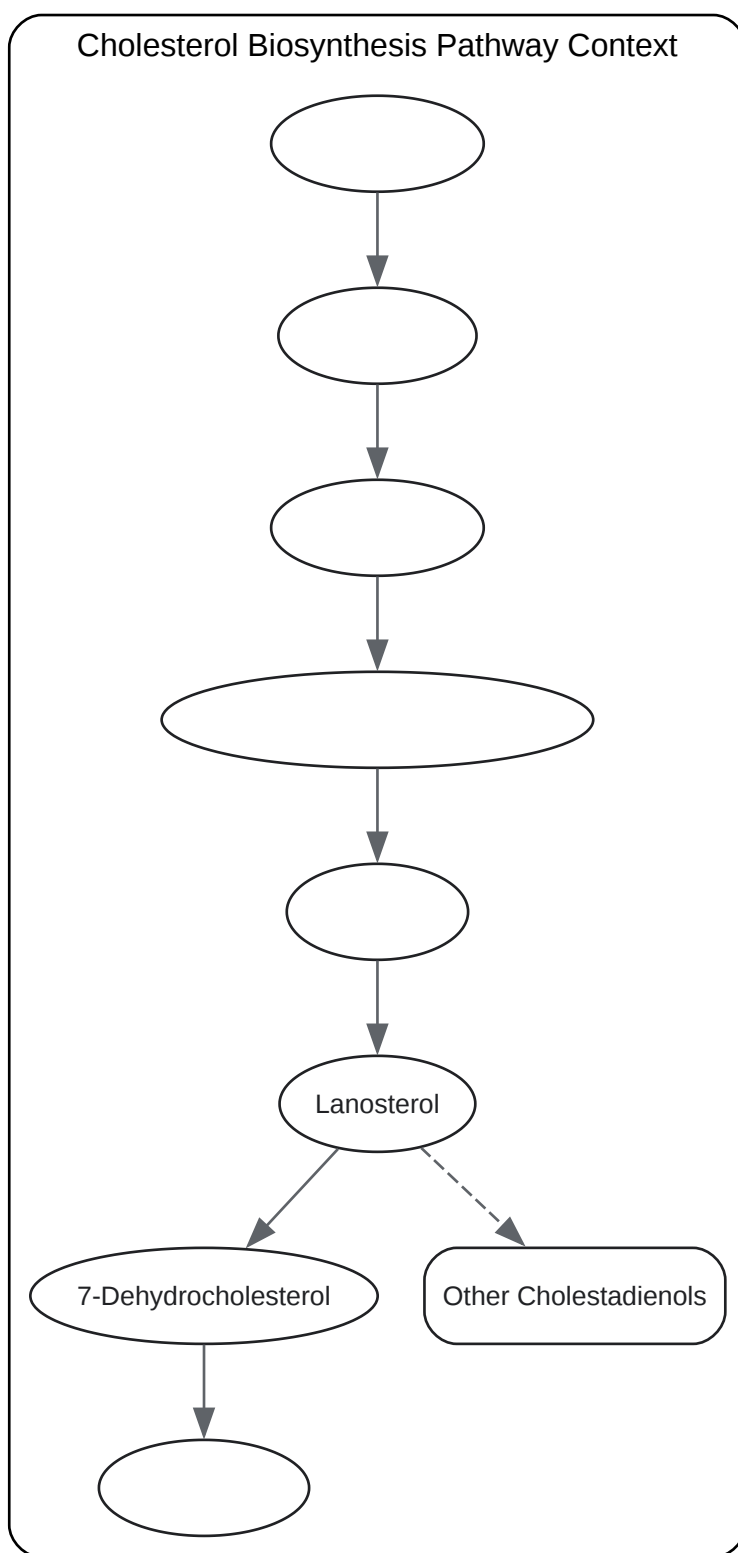 Cholesterol Biosynthesis Pathway Context
Lanosterol
7-Dehydrocholesterol
Other Cholestadienols